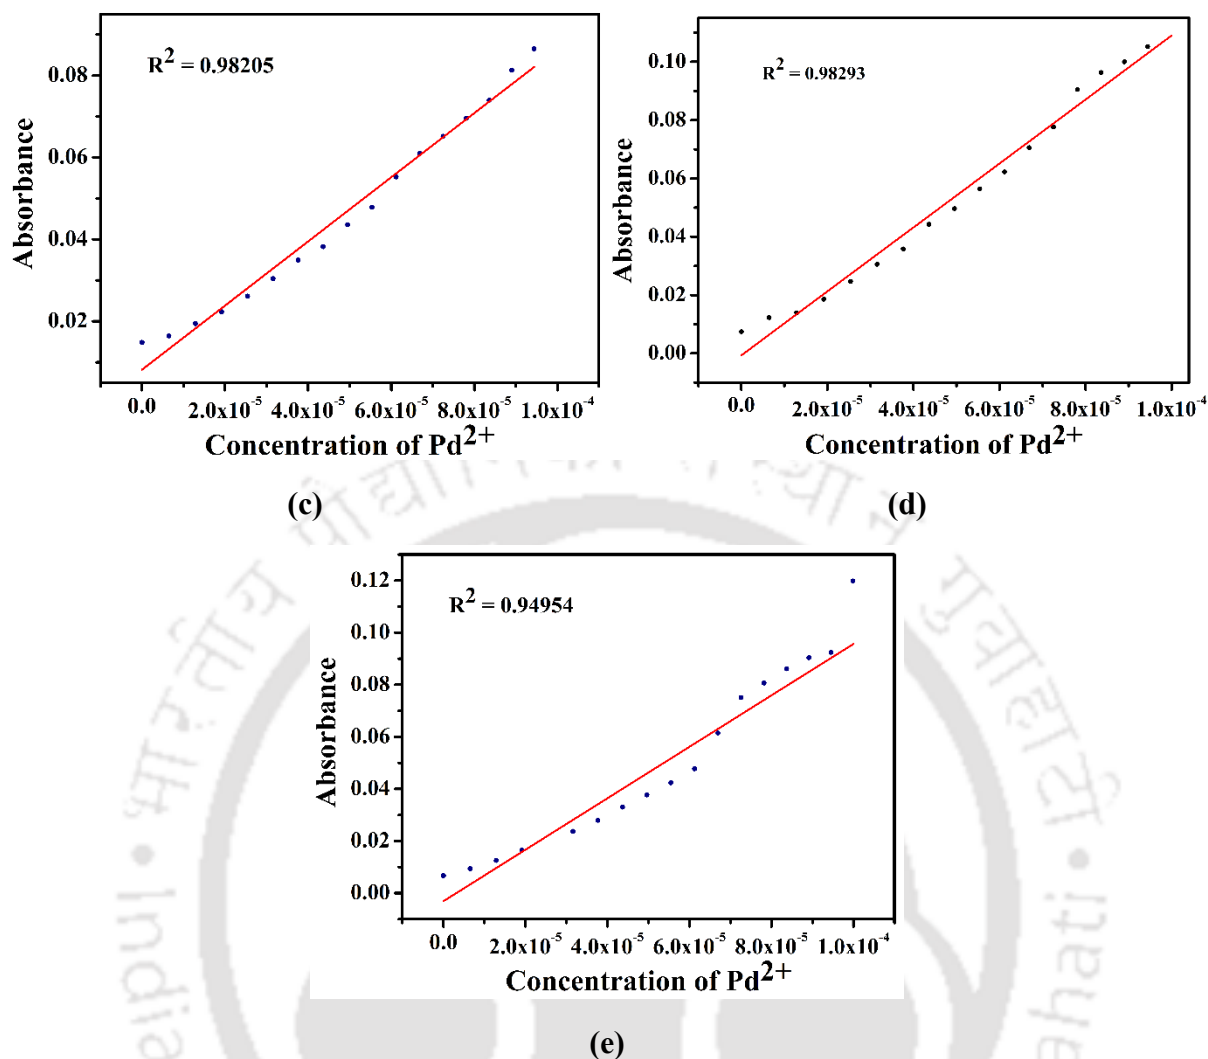 R² = 0.98205
0.08
0.06
0.04
0.02
Absorbance
0.0 2.0x10⁻⁵ 4.0x10⁻⁵ 6.0x10⁻⁵ 8.0x10⁻⁵ 1.0x10⁻⁴
Concentration of Pd²⁺
(c)
R² = 0.98293
0.10
0.08
0.06
0.04
0.02
0.00
Absorbance
0.0 2.0x10⁻⁵ 4.0x10⁻⁵ 6.0x10⁻⁵ 8.0x10⁻⁵ 1.0x10⁻⁴
Concentration of Pd²⁺
(d)
R² = 0.94954
0.12
0.10
0.08
0.06
0.04
0.02
0.00
Absorbance
0.0 2.0x10⁻⁵ 4.0x10⁻⁵ 6.0x10⁻⁵ 8.0x10⁻⁵ 1.0x10⁻⁴
Concentration of Pd²⁺
(e)
भारतीय
India
hati